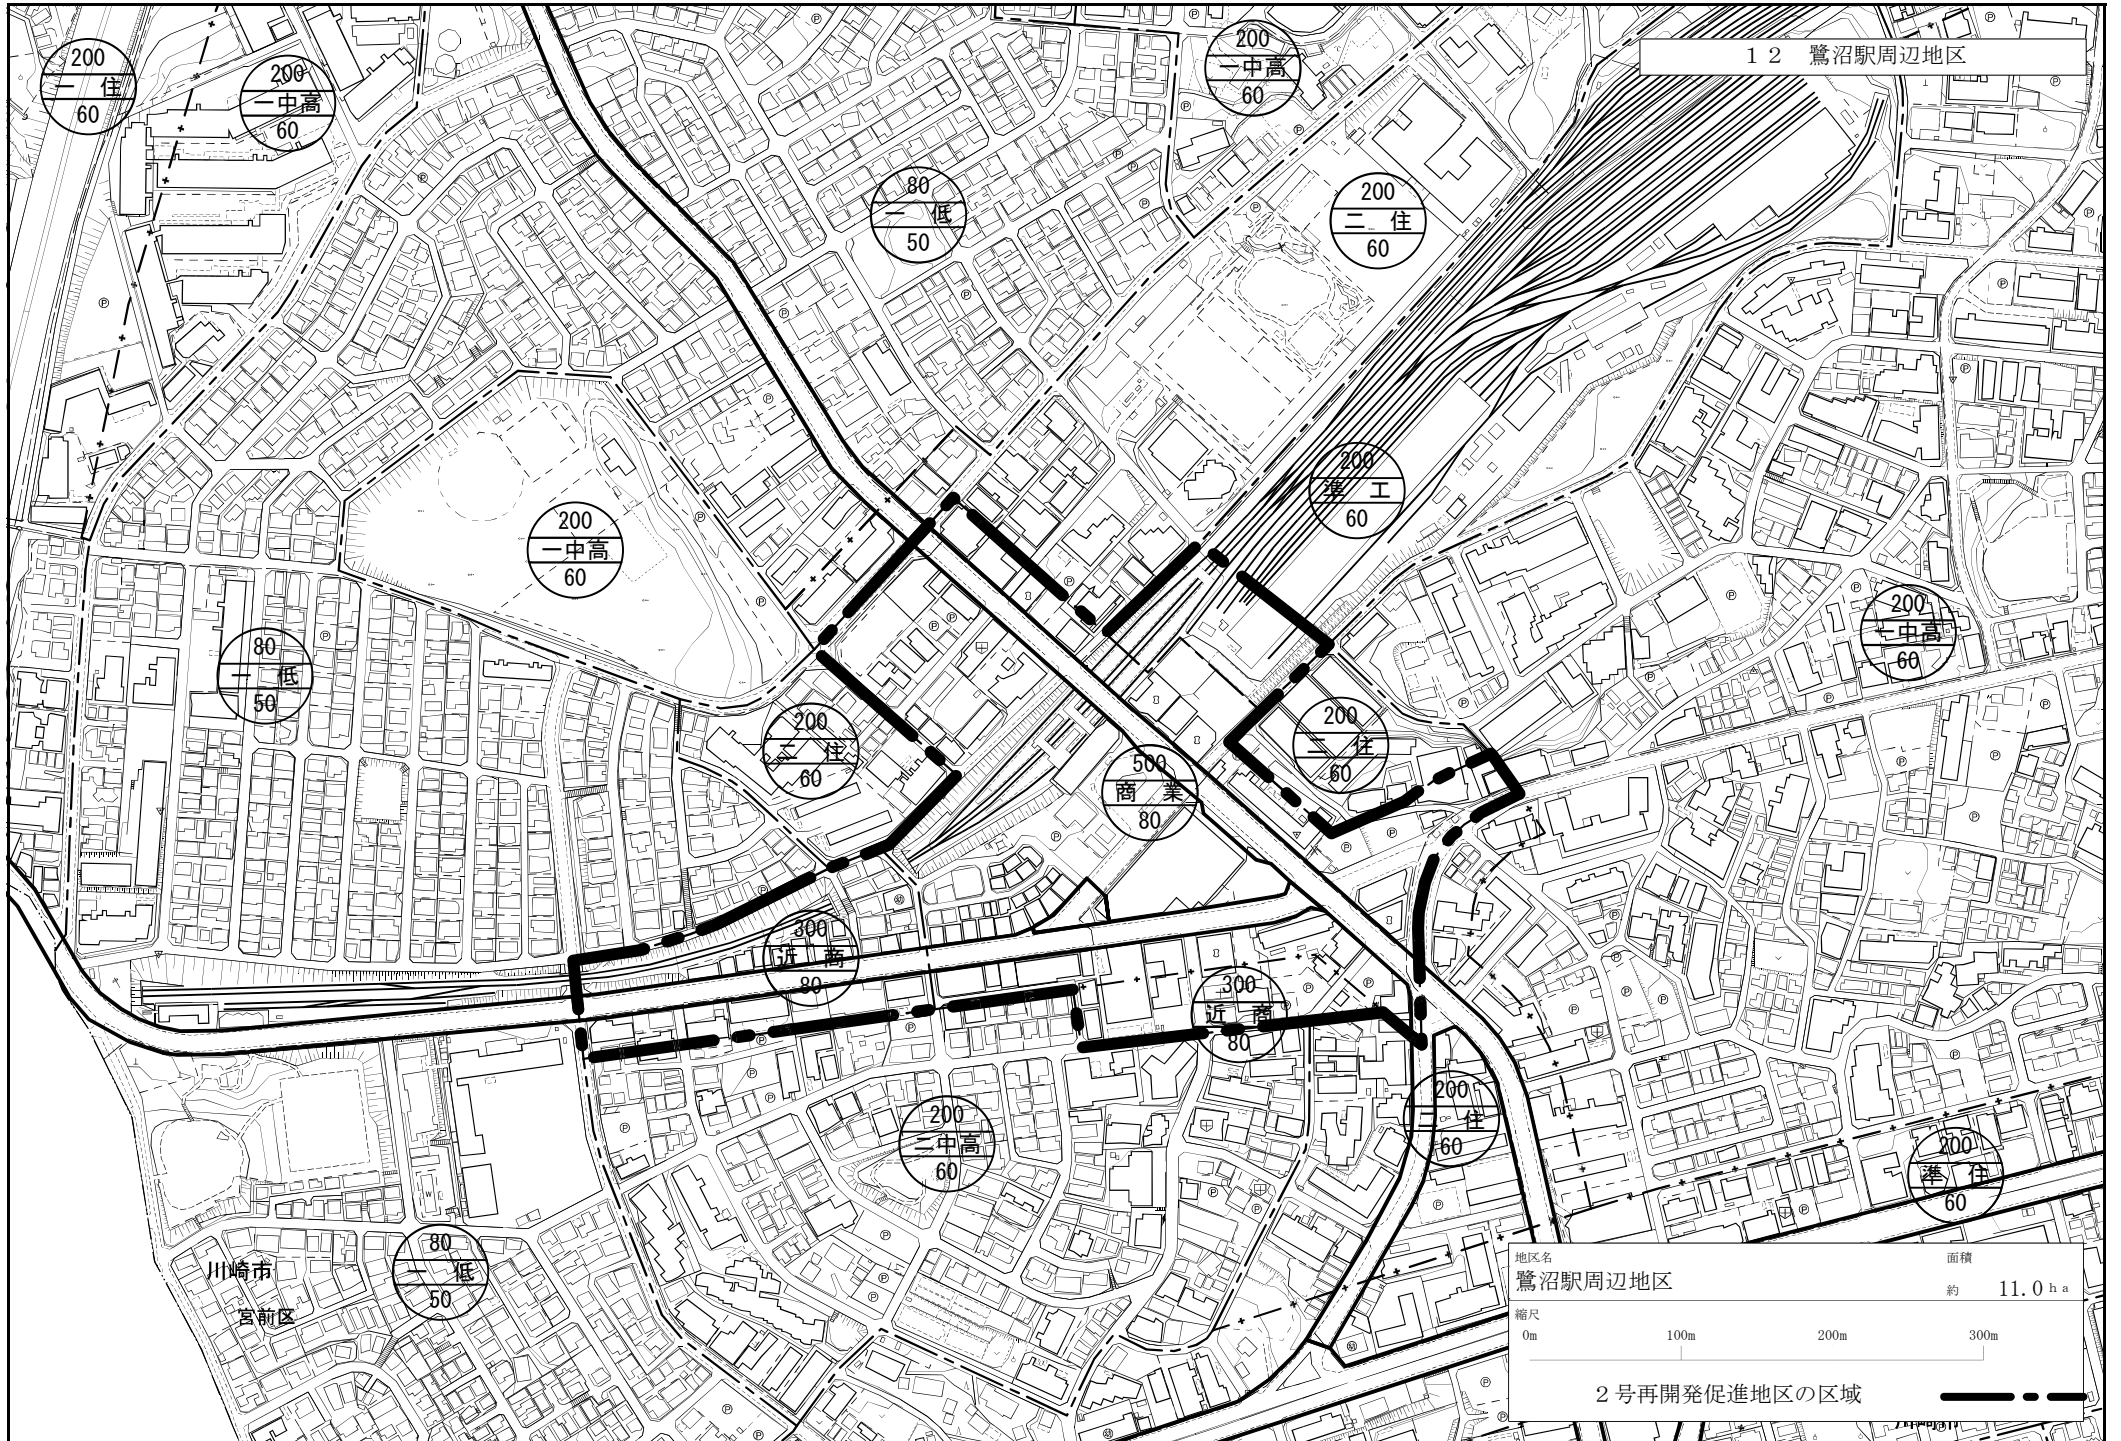 12 鷺沼駅周辺地区
200
一 住
60
200
一中高
60
200
一中高
60
80
一 低
50
200
二 住
60
200
準 工
60
200
一中高
60
80
一 低
50
200
二 住
60
200
二 住
60
200
一中高
60
500
商 業
80
300
近 商
80
300
近 商
80
200
二中高
60
200
二 住
60
200
準 住
60
80
一 低
50
川崎市
宮前区
地区名
鷺沼駅周辺地区
面積
約 11.0ha
縮尺
0m 100m 200m 300m
2号再開発促進地区の区域